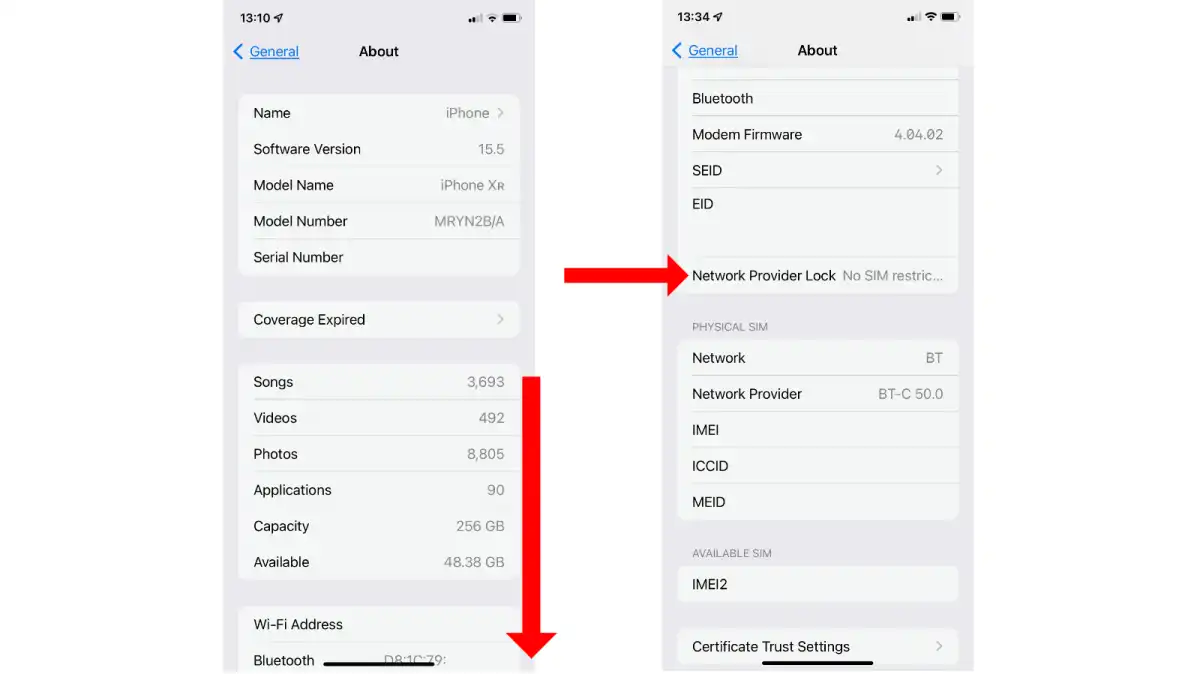 13:10
General
About
Name iPhone
Software Version 15.5
Model Name iPhone XR
Model Number MRYN2B/A
Serial Number
Coverage Expired
Songs 3,693
Videos 492
Photos 8,805
Applications 90
Capacity 256 GB
Available 48.38 GB
Wi-Fi Address
Bluetooth D8:1C:79:
13:34
General
About
Bluetooth
Modem Firmware 4.04.02
SEID
EID
Network Provider Lock No SIM restric...
PHYSICAL SIM
Network BT
Network Provider BT-C 50.0
IMEI
ICCID
MEID
AVAILABLE SIM
IMEI2
Certificate Trust Settings